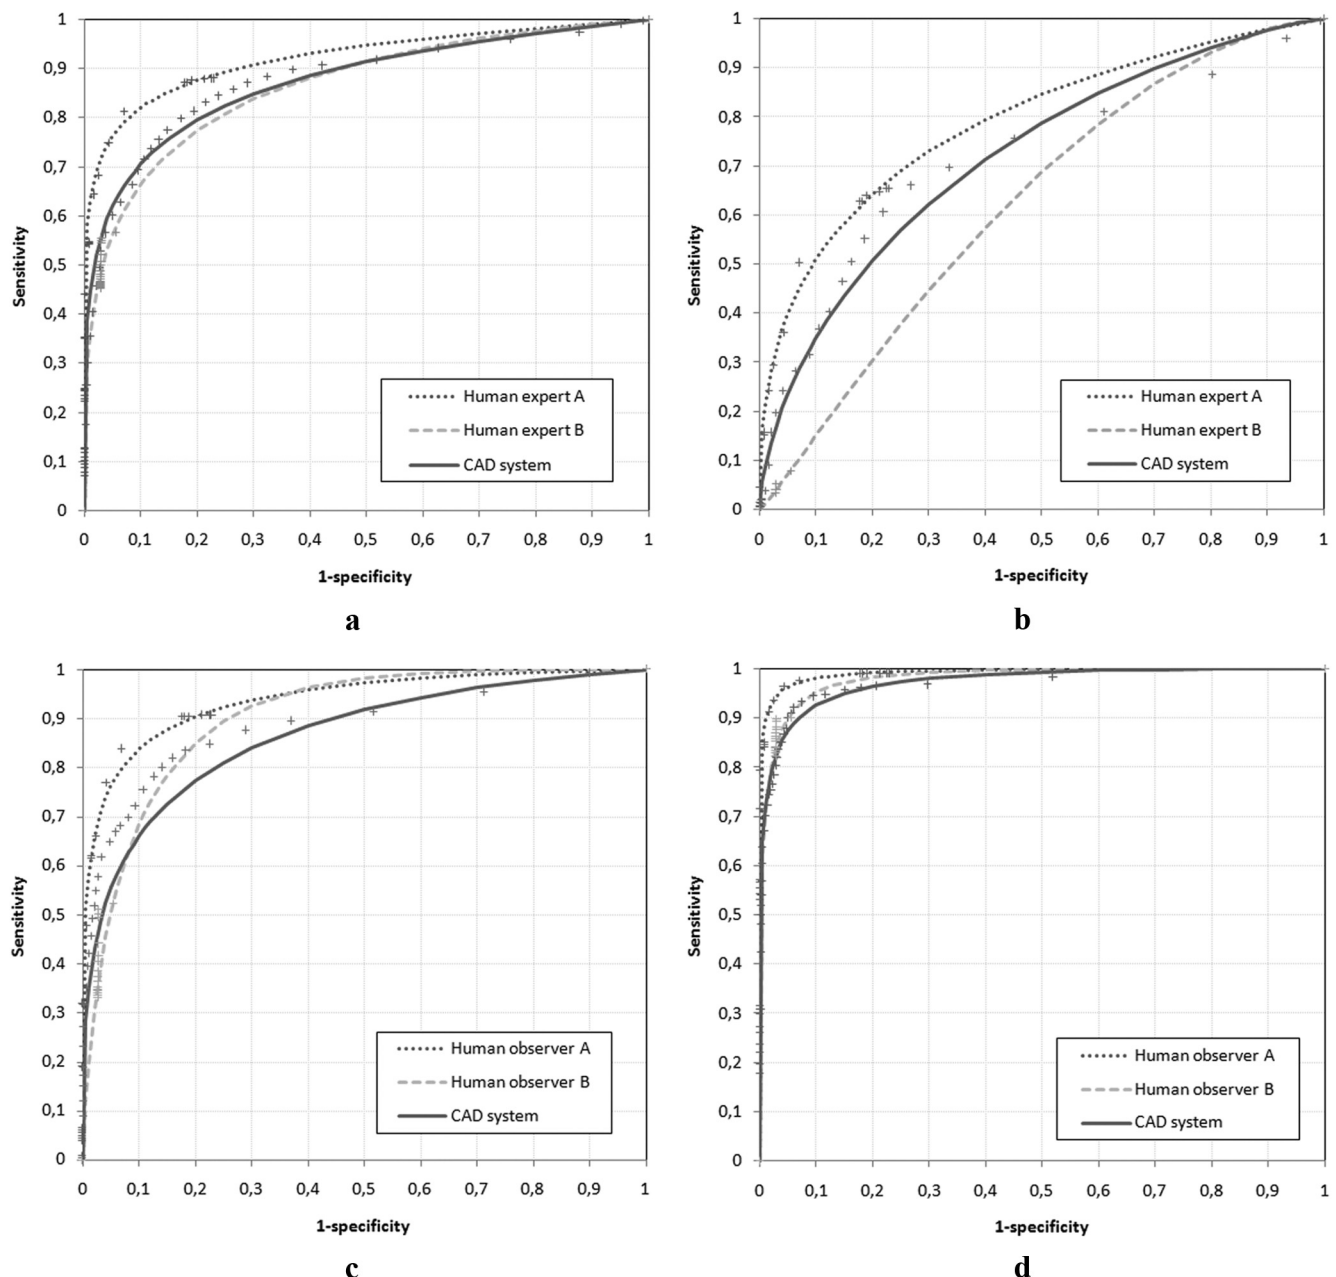 1
0,9
0,8
0,7
0,6
0,5
0,4
0,3
0,2
0,1
0
Sensitivity
Human expert A
Human expert B
CAD system
0 0,1 0,2 0,3 0,4 0,5 0,6 0,7 0,8 0,9 1
1-specificity
a
1
0,9
0,8
0,7
0,6
0,5
0,4
0,3
0,2
0,1
0
Sensitivity
Human expert A
Human expert B
CAD system
0 0,1 0,2 0,3 0,4 0,5 0,6 0,7 0,8 0,9 1
1-specificity
b
1
0,9
0,8
0,7
0,6
0,5
0,4
0,3
0,2
0,1
0
Sensitivity
Human observer A
Human observer B
CAD system
0 0,1 0,2 0,3 0,4 0,5 0,6 0,7 0,8 0,9 1
1-specificity
c
1
0,9
0,8
0,7
0,6
0,5
0,4
0,3
0,2
0,1
0
Sensitivity
Human observer A
Human observer B
CAD system
0 0,1 0,2 0,3 0,4 0,5 0,6 0,7 0,8 0,9 1
1-specificity
d